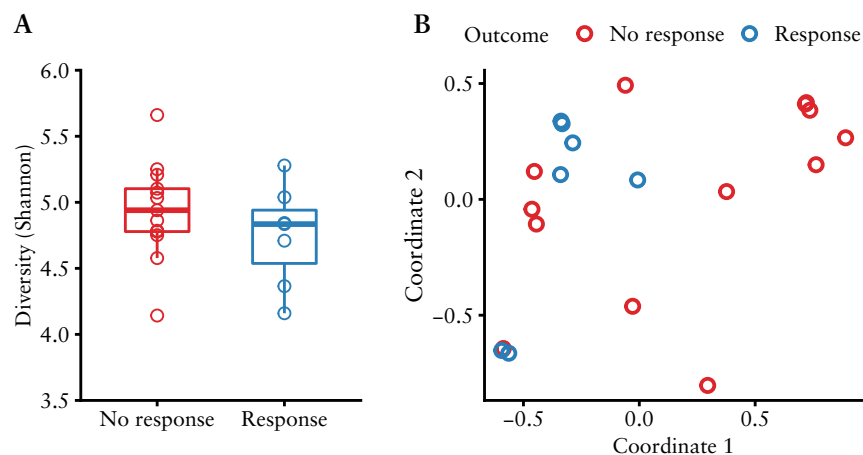 A
Diversity (Shannon)
6.0
5.5
5.0
4.5
4.0
3.5
No response Response
B
Outcome No response Response
Coordinate 2
0.5
0.0
−0.5
−0.5 0.0 0.5
Coordinate 1